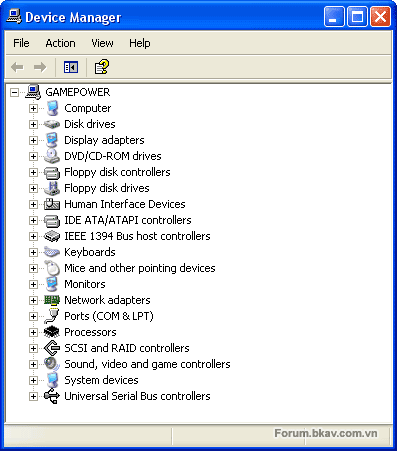 Device Manager
File Action View Help
GAMEPOWER
Computer
Disk drives
Display adapters
DVD/CD-ROM drives
Floppy disk controllers
Floppy disk drives
Human Interface Devices
IDE ATA/ATAPI controllers
IEEE 1394 Bus host controllers
Keyboards
Mice and other pointing devices
Monitors
Network adapters
Ports (COM & LPT)
Processors
SCSI and RAID controllers
Sound, video and game controllers
System devices
Universal Serial Bus controllers
Forum.bkav.com.vn